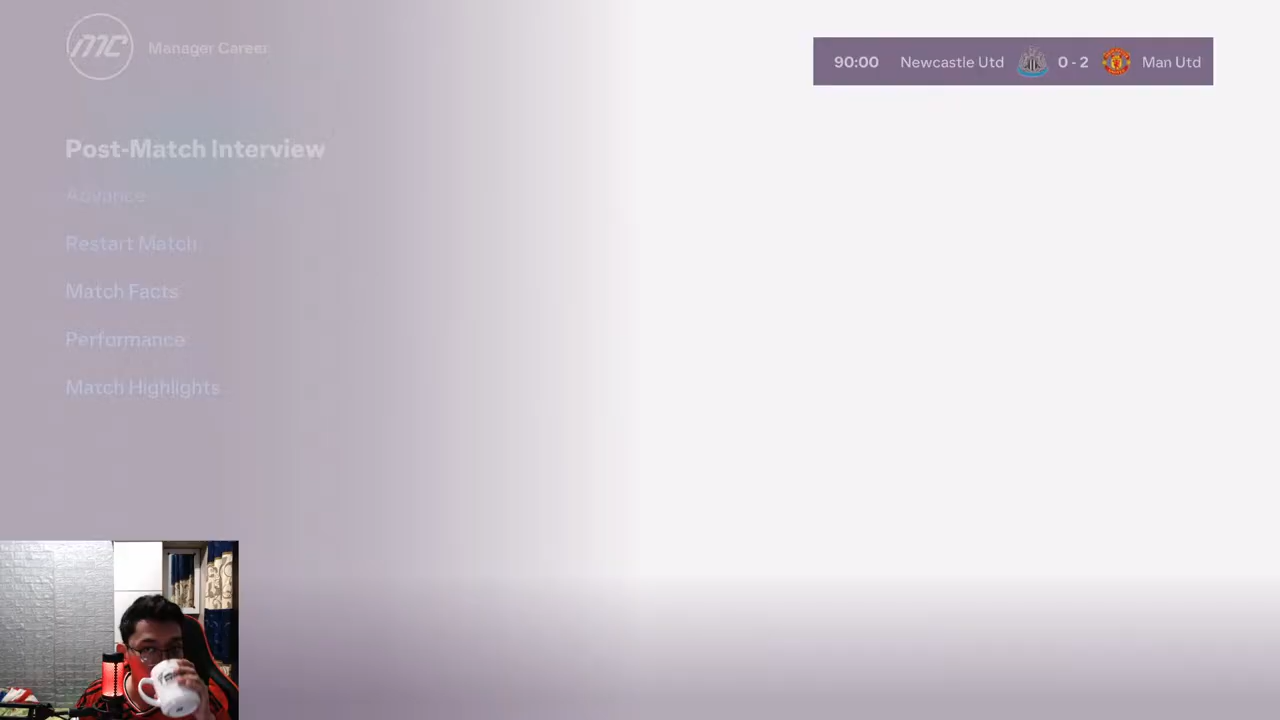 MC
Manager Career
90:00 Newcastle Utd 0 - 2 Man Utd
Post-Match Interview
Advance
Restart Match
Match Facts
Performance
Match Highlights